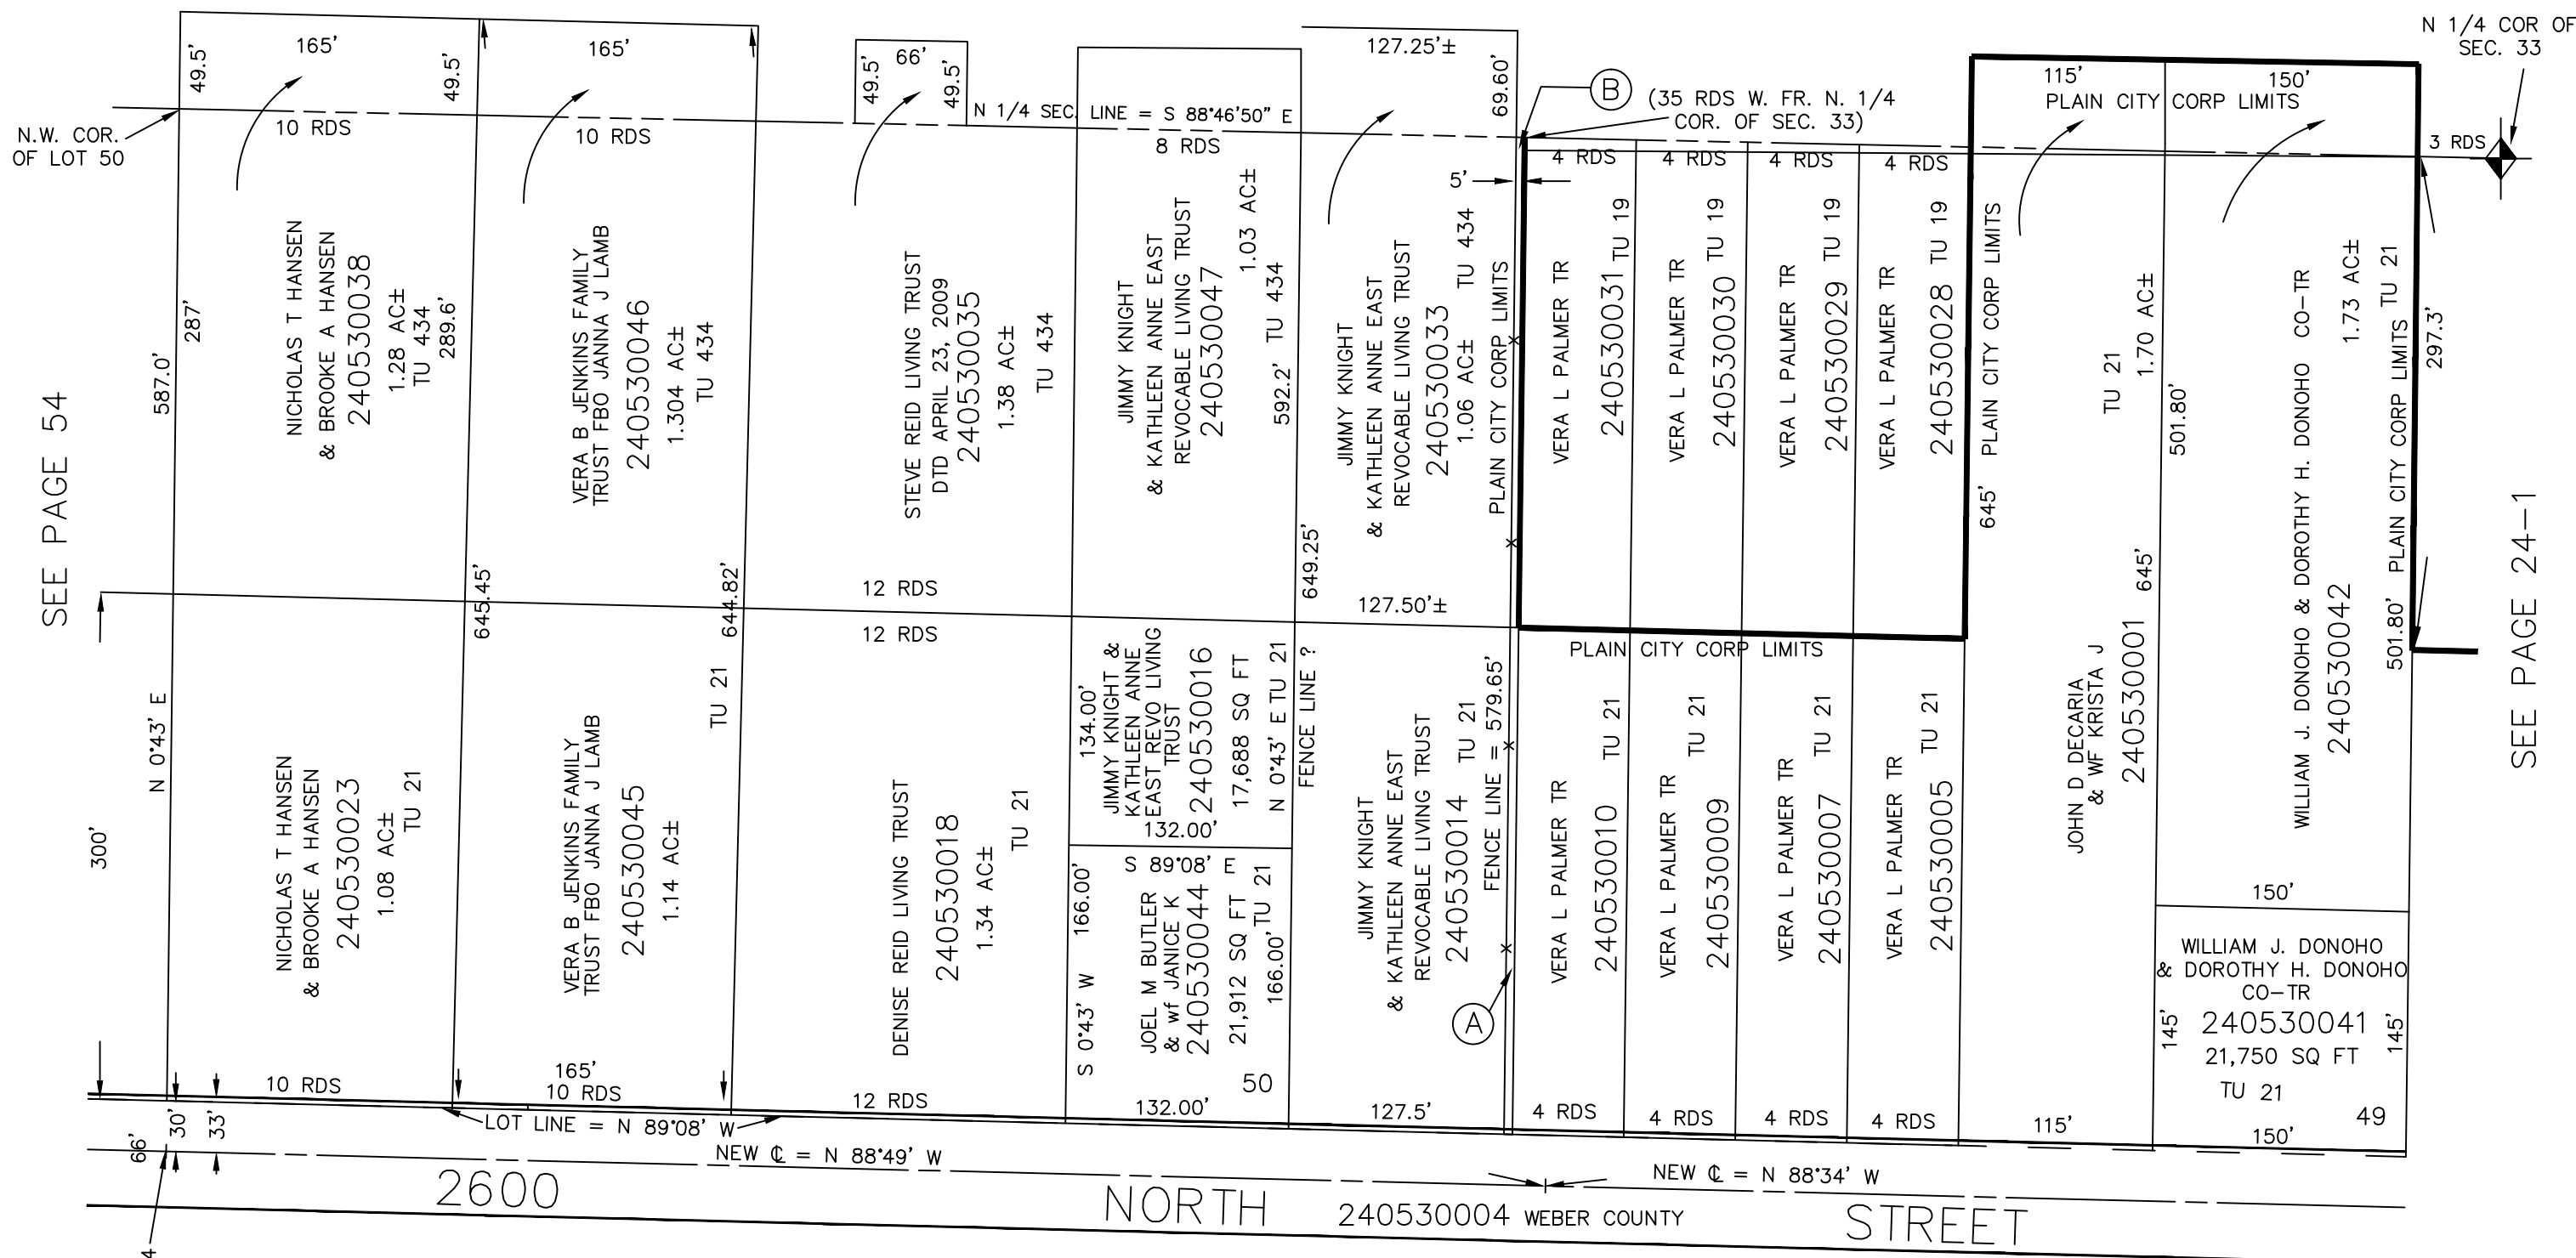 N 1/4 COR OF
SEC. 33
165'
165'
66'
127.25'±
115'
150'
PLAIN CITY CORP LIMITS
49.5'
49.5'
49.5'
49.5'
69.60'
B
(35 RDS W. FR. N. 1/4
COR. OF SEC. 33)
N 1/4 SEC. LINE = S 88°46'50" E
N.W. COR.
OF LOT 50
10 RDS
10 RDS
8 RDS
4 RDS
4 RDS
4 RDS
4 RDS
3 RDS
5'
SEE PAGE 54
587.0'
287'
NICHOLAS T HANSEN
& BROOKE A HANSEN
240530038
1.28 AC±
TU 434
289.6'
VERA B JENKINS FAMILY
TRUST FBO JANNA J LAMB
240530046
1.304 AC±
TU 434
STEVE REID LIVING TRUST
DTD APRIL 23, 2009
240530035
1.38 AC±
TU 434
JIMMY KNIGHT
& KATHLEEN ANNE EAST
REVOCABLE LIVING TRUST
240530047
1.03 AC±
592.2' TU 434
JIMMY KNIGHT
& KATHLEEN ANNE EAST
REVOCABLE LIVING TRUST
240530033
1.06 AC± TU 434
PLAIN CITY CORP LIMITS
VERA L PALMER TR
240530031 TU 19
VERA L PALMER TR
240530030 TU 19
VERA L PALMER TR
240530029 TU 19
VERA L PALMER TR
240530028 TU 19
645' PLAIN CITY CORP LIMITS
TU 21
1.70 AC±
501.80'
645'
JOHN D DECARIA
& WF KRISTA J
240530001
WILLIAM J. DONOHO & DOROTHY H. DONOHO CO-TR
240530042
1.73 AC±
501.80' PLAIN CITY CORP LIMITS TU 21
297.3'
SEE PAGE 24-1
645.45'
644.82'
12 RDS
12 RDS
649.25'
127.50'±
PLAIN CITY CORP LIMITS
300'
N 0°43' E
NICHOLAS T HANSEN
& BROOKE A HANSEN
240530023
1.08 AC±
TU 21
VERA B JENKINS FAMILY
TRUST FBO JANNA J LAMB
240530045
1.14 AC±
TU 21
DENISE REID LIVING TRUST
240530018
1.34 AC±
TU 21
134.00'
JIMMY KNIGHT &
KATHLEEN ANNE
EAST REVO LIVING
TRUST
240530016
17,688 SQ FT
N 0°43' E TU 21
FENCE LINE ?
132.00'
S 89°08' E
S 0°43' W 166.00'
JOEL M BUTLER
& wf JANICE K
240530044
21,912 SQ FT
TU 21
166.00'
50
132.00'
JIMMY KNIGHT
& KATHLEEN ANNE EAST
REVOCABLE LIVING TRUST
240530014 TU 21
FENCE LINE = 579.65'
A
VERA L PALMER TR
240530010 TU 21
VERA L PALMER TR
240530009 TU 21
VERA L PALMER TR
240530007 TU 21
VERA L PALMER TR
240530005 TU 21
150'
WILLIAM J. DONOHO
& DOROTHY H. DONOHO
CO-TR
240530041
21,750 SQ FT
TU 21
145'
145'
49
150'
10 RDS
165'
10 RDS
12 RDS
127.5'
4 RDS
4 RDS
4 RDS
4 RDS
115'
LOT LINE = N 89°08' W
66'
30'
33'
NEW ℄ = N 88°49' W
NEW ℄ = N 88°34' W
2600 NORTH STREET
240530004 WEBER COUNTY
4